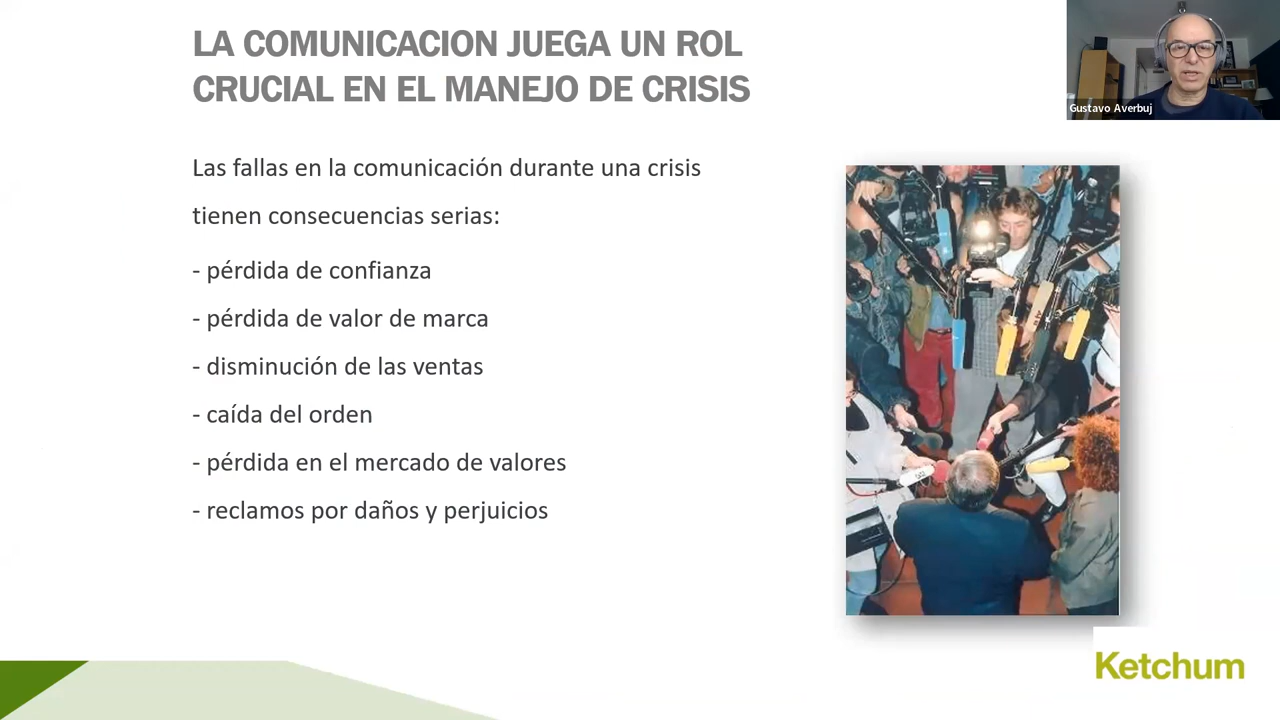 LA COMUNICACION JUEGA UN ROL
CRUCIAL EN EL MANEJO DE CRISIS
Gustavo Averbuj
Las fallas en la comunicación durante una crisis
tienen consecuencias serias:
- pérdida de confianza
- pérdida de valor de marca
- disminución de las ventas
- caída del orden
- pérdida en el mercado de valores
- reclamos por daños y perjuicios
Ketchum